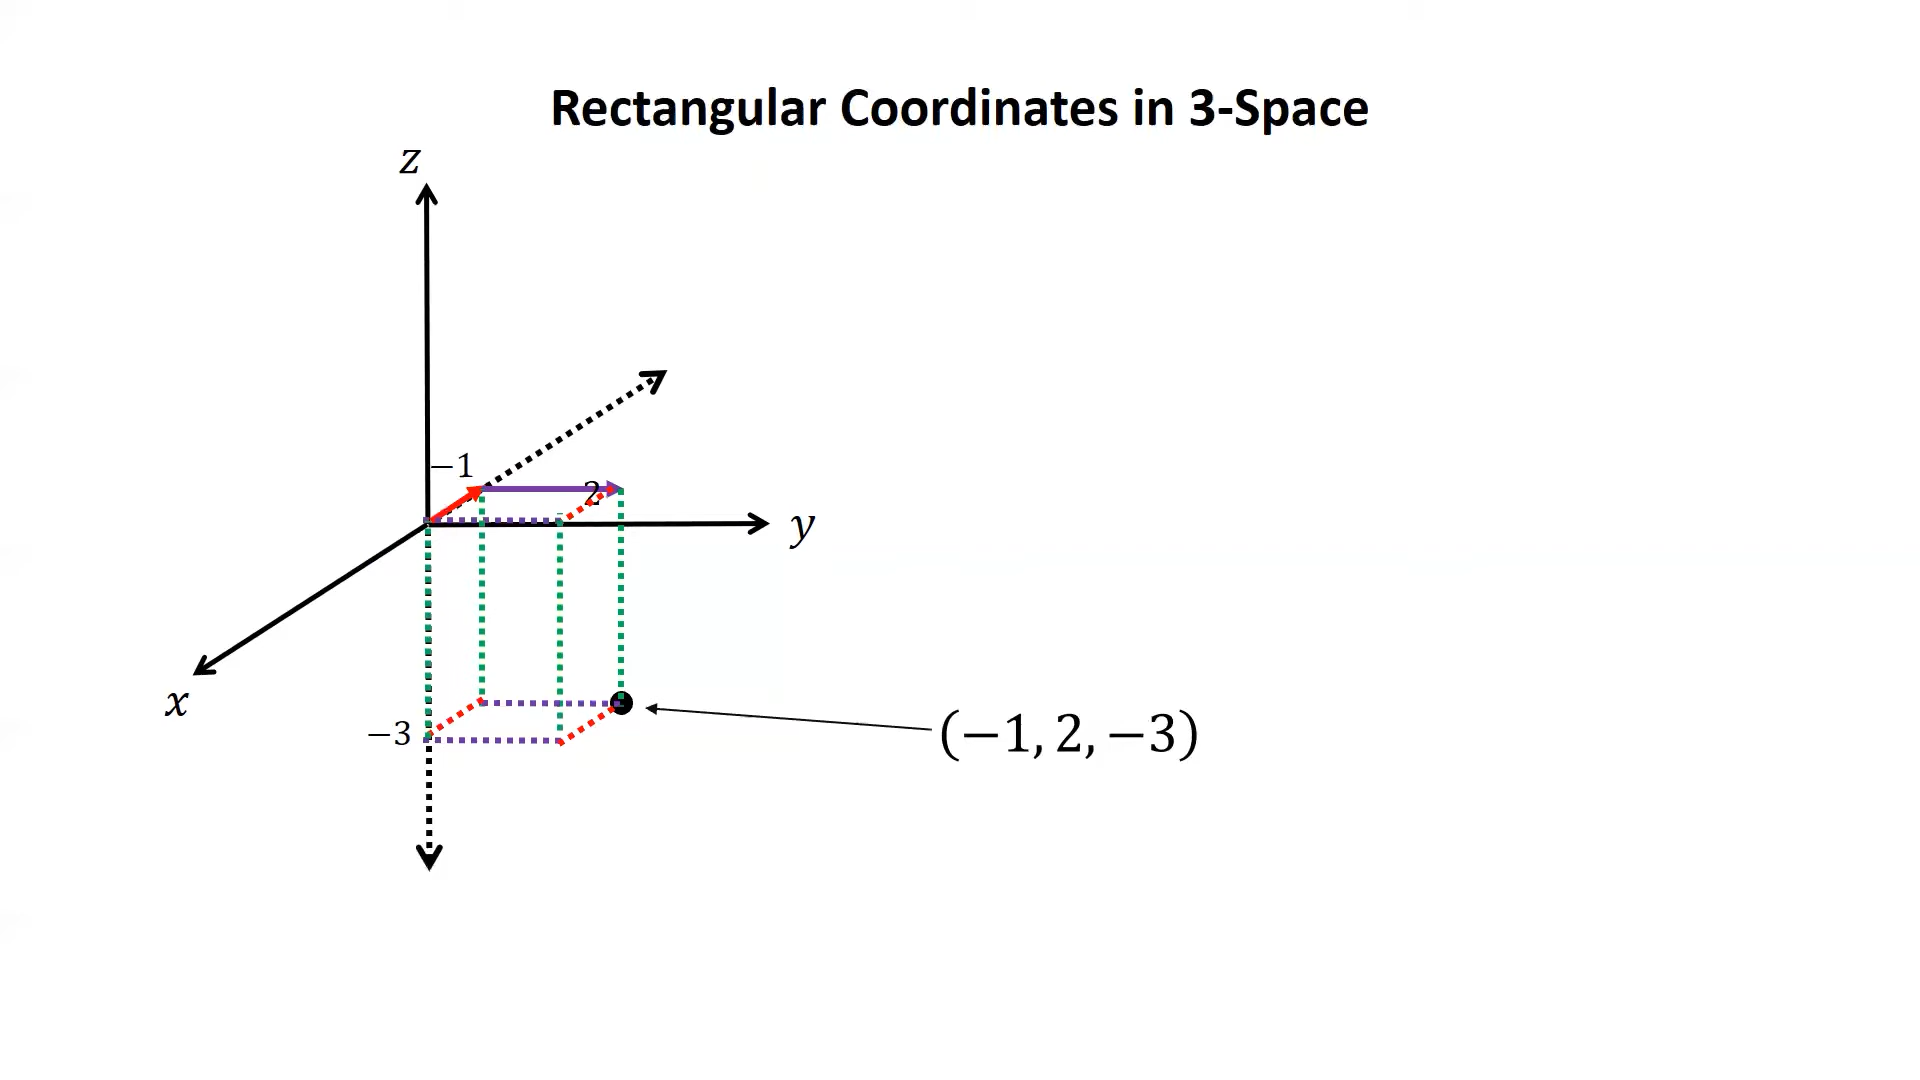 Rectangular Coordinates in 3-Space
z
−1
2
y
x
−3
(−1, 2, −3)